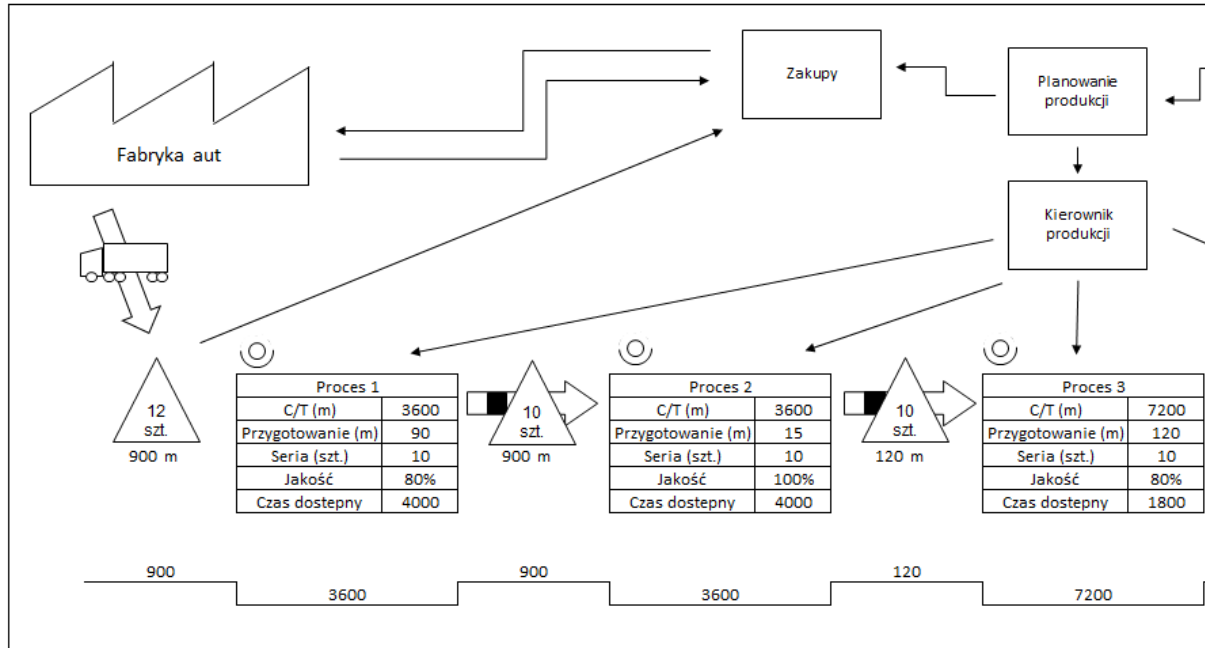 Zakupy
Planowanie
produkcji
Fabryka aut
Kierownik
produkcji
12
szt.
900 m
Proces 1
C/T (m) 3600
Przygotowanie (m) 90
Seria (szt.) 10
Jakość 80%
Czas dostepny 4000
10
szt.
900 m
Proces 2
C/T (m) 3600
Przygotowanie (m) 15
Seria (szt.) 10
Jakość 100%
Czas dostepny 4000
10
szt.
120 m
Proces 3
C/T (m) 7200
Przygotowanie (m) 120
Seria (szt.) 10
Jakość 80%
Czas dostepny 1800
900 900 120
3600 3600 7200